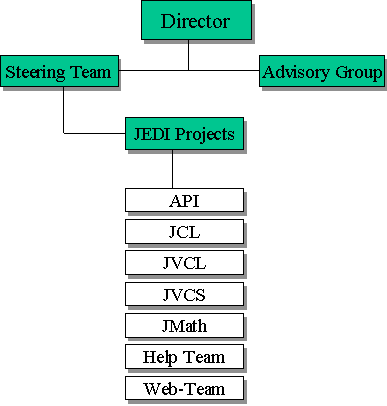 Director
Steering Team
Advisory Group
JEDI Projects
API
JCL
JVCL
JVCS
JMath
Help Team
Web-Team